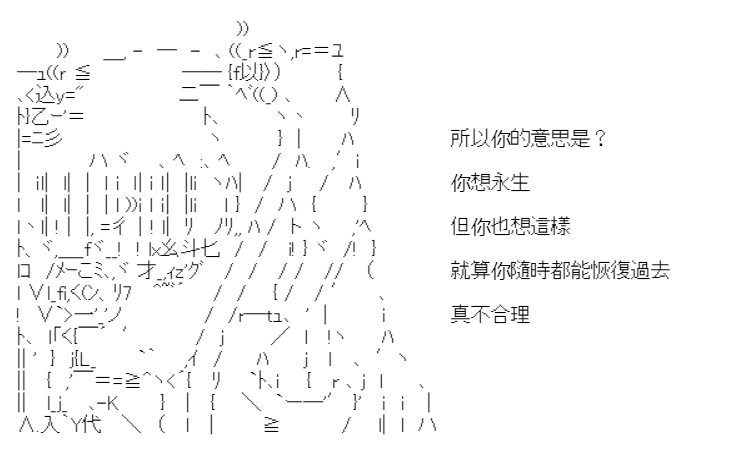 所以你的意思是？
你想永生
但你也想這樣
就算你隨時都能恢復過去
真不合理